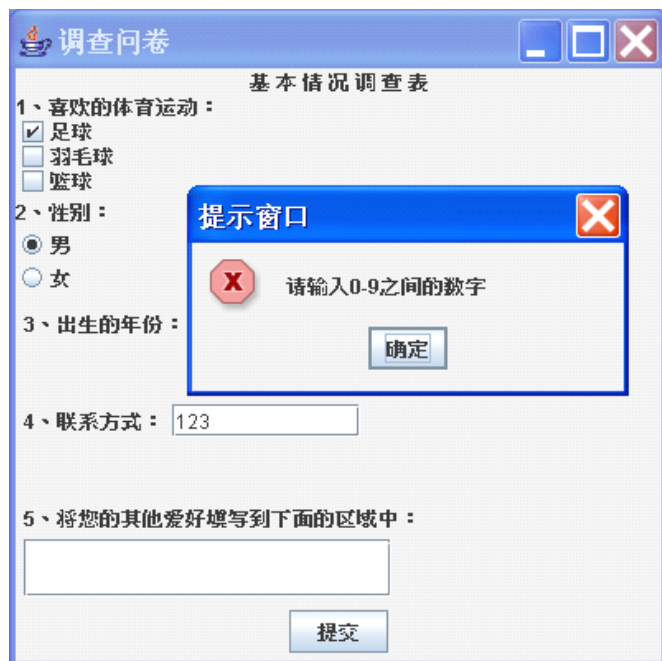 调查问卷
基本情况调查表
1、喜欢的体育运动：
足球
羽毛球
篮球
2、性别：
男
女
提示窗口
X
请输入0-9之间的数字
确定
3、出生的年份：
4、联系方式： 123
5、将您的其他爱好填写到下面的区域中：
提交